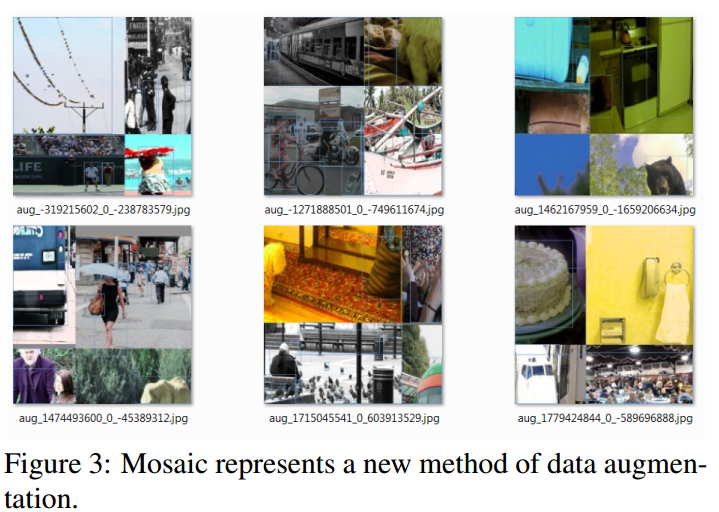 LIFE
aug_-319215602_0_-238783579.jpg
aug_-1271888501_0_-749611674.jpg
aug_1462167959_0_-1659206634.jpg
aug_1474493600_0_-45389312.jpg
aug_1715045541_0_603913529.jpg
aug_1779424844_0_-589696888.jpg
Figure 3: Mosaic represents a new method of data augmen-
tation.